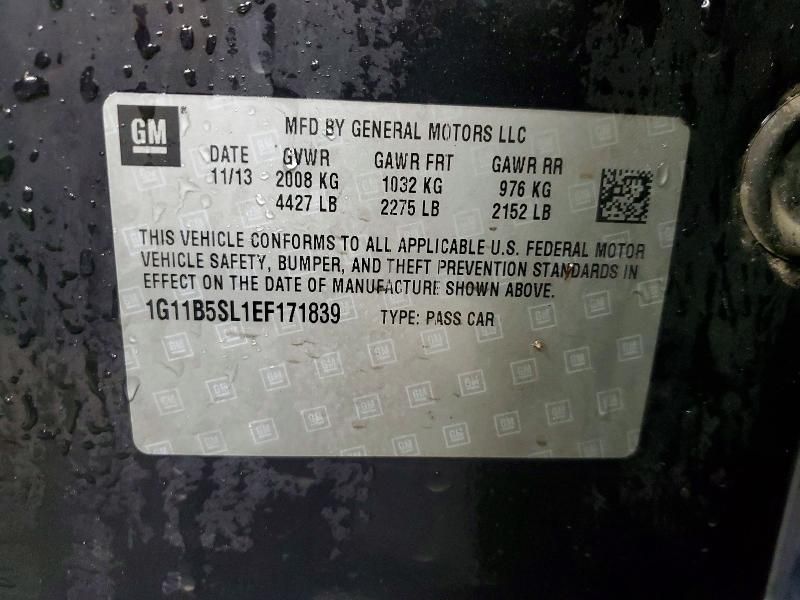 GM
MFD BY GENERAL MOTORS LLC
DATE GVWR GAWR FRT GAWR RR
11/13 2008 KG 1032 KG 976 KG
4427 LB 2275 LB 2152 LB
THIS VEHICLE CONFORMS TO ALL APPLICABLE U.S. FEDERAL MOTOR
VEHICLE SAFETY, BUMPER, AND THEFT PREVENTION STANDARDS IN
EFFECT ON THE DATE OF MANUFACTURE SHOWN ABOVE.
1G11B5SL1EF171839 TYPE: PASS CAR